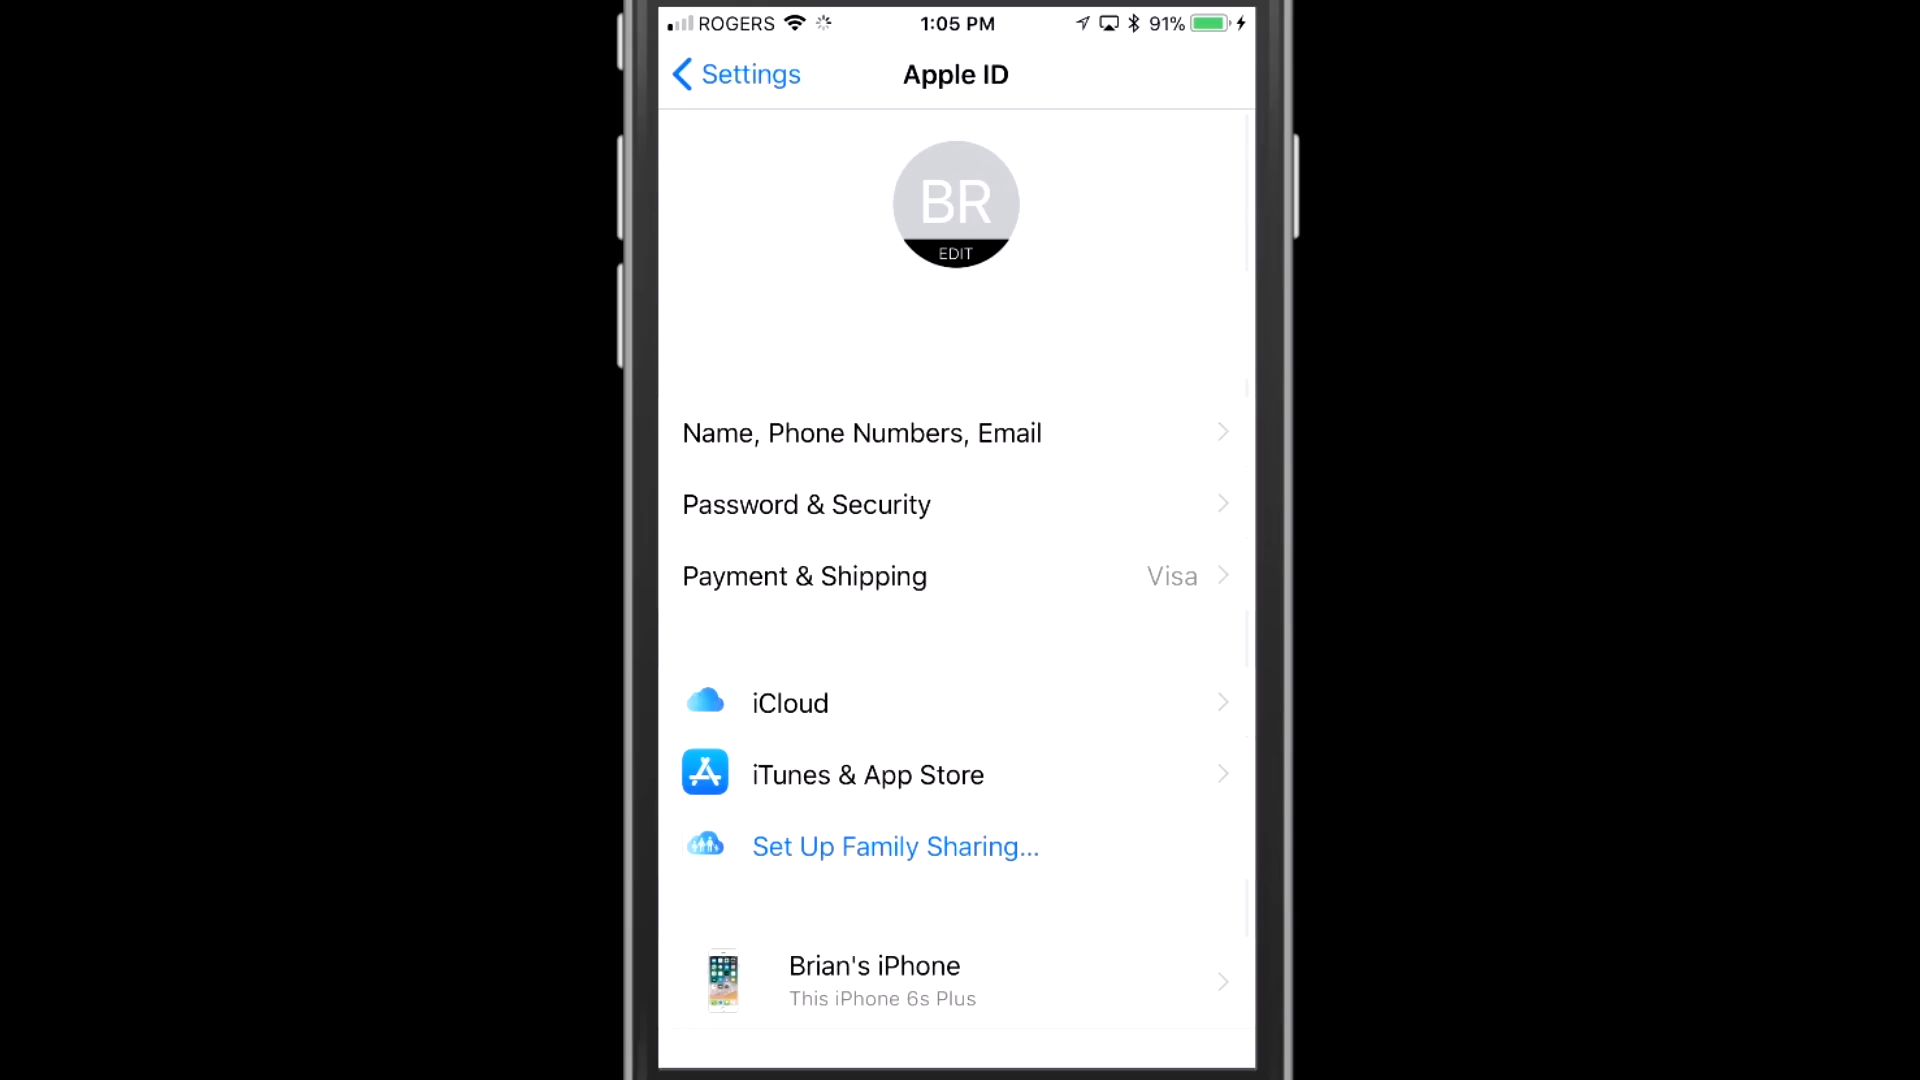 ROGERS 1:05 PM 91%
Settings Apple ID
BR
EDIT
Name, Phone Numbers, Email
Password & Security
Payment & Shipping Visa
iCloud
iTunes & App Store
Set Up Family Sharing...
Brian's iPhone
This iPhone 6s Plus